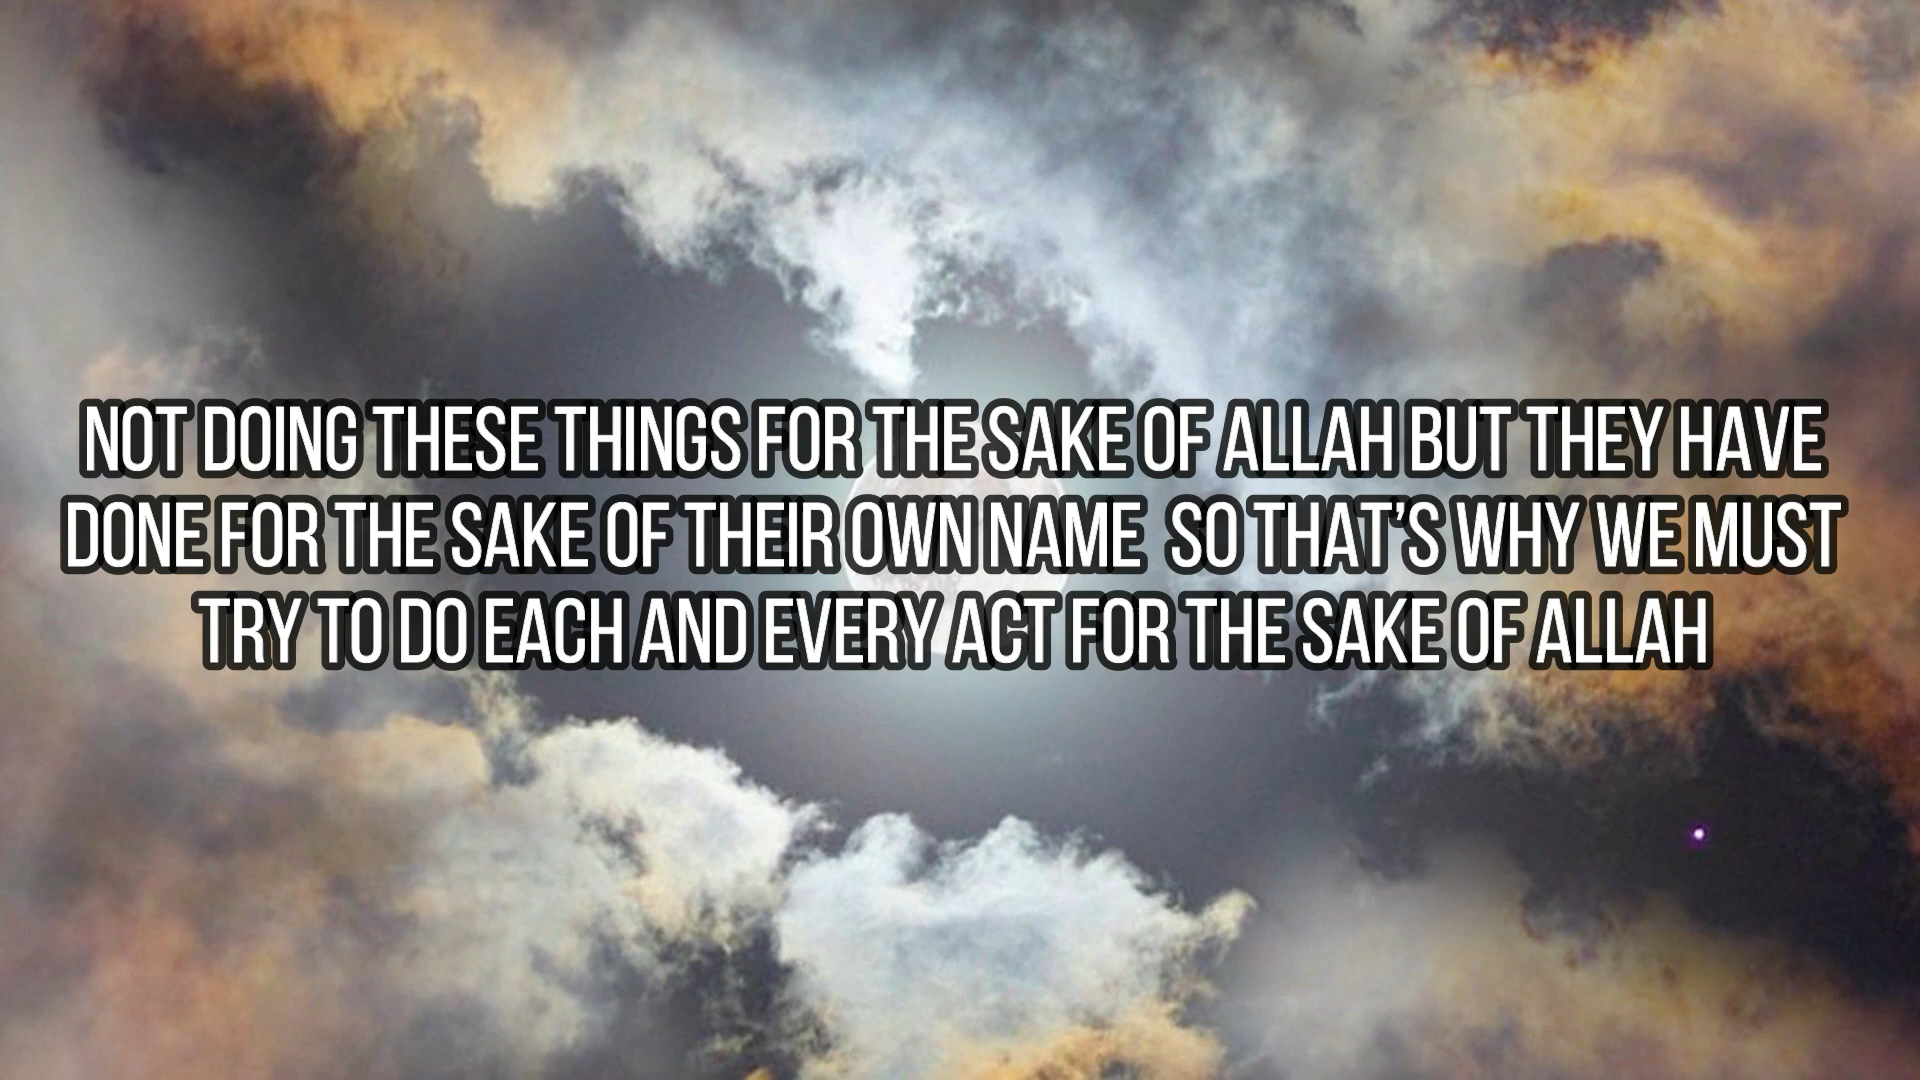 NOT DOING THESE THINGS FOR THE SAKE OF ALLAH BUT THEY HAVE
DONE FOR THE SAKE OF THEIR OWN NAME SO THAT'S WHY WE MUST
TRY TO DO EACH AND EVERY ACT FOR THE SAKE OF ALLAH